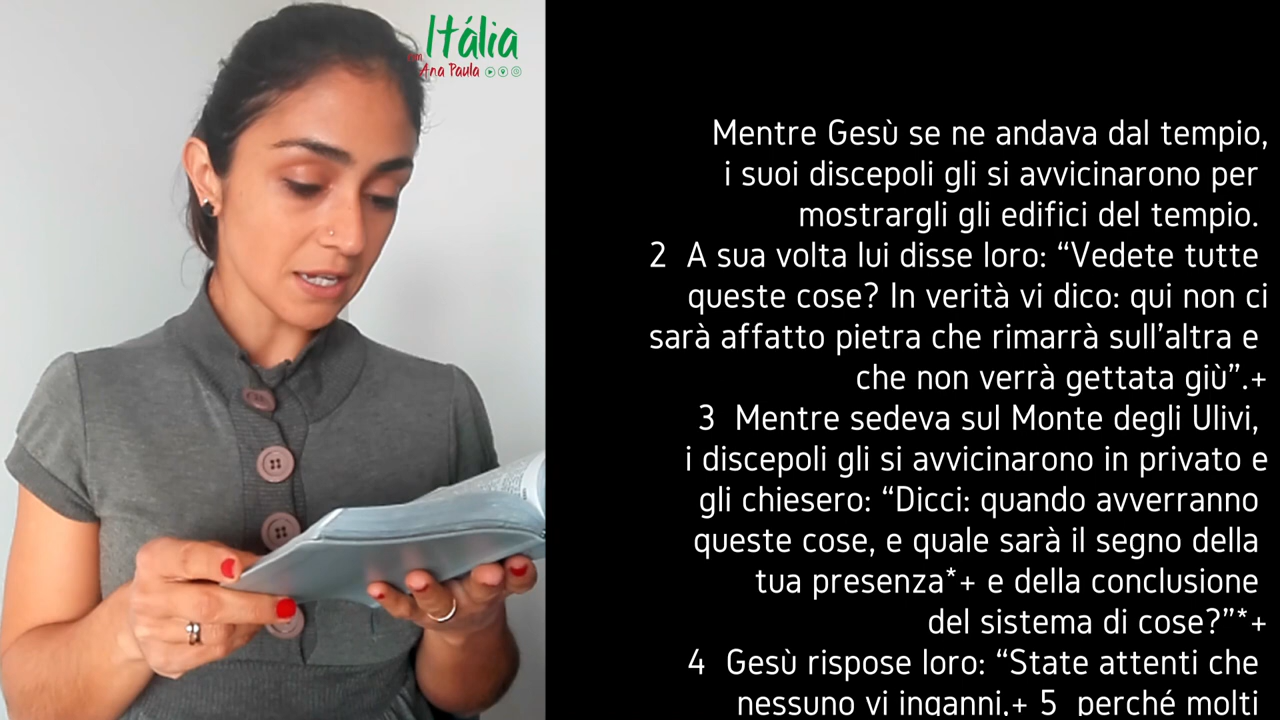 Itália
com
Ana Paula
Mentre Gesù se ne andava dal tempio,
i suoi discepoli gli si avvicinarono per
mostrargli gli edifici del tempio.
2 A sua volta lui disse loro: “Vedete tutte
queste cose? In verità vi dico: qui non ci
sarà affatto pietra che rimarrà sull’altra e
che non verrà gettata giù”.+
3 Mentre sedeva sul Monte degli Ulivi,
i discepoli gli si avvicinarono in privato e
gli chiesero: “Dicci: quando avverranno
queste cose, e quale sarà il segno della
tua presenza*+ e della conclusione
del sistema di cose?”*+
4 Gesù rispose loro: “State attenti che
nessuno vi inganni,+ 5 perché molti